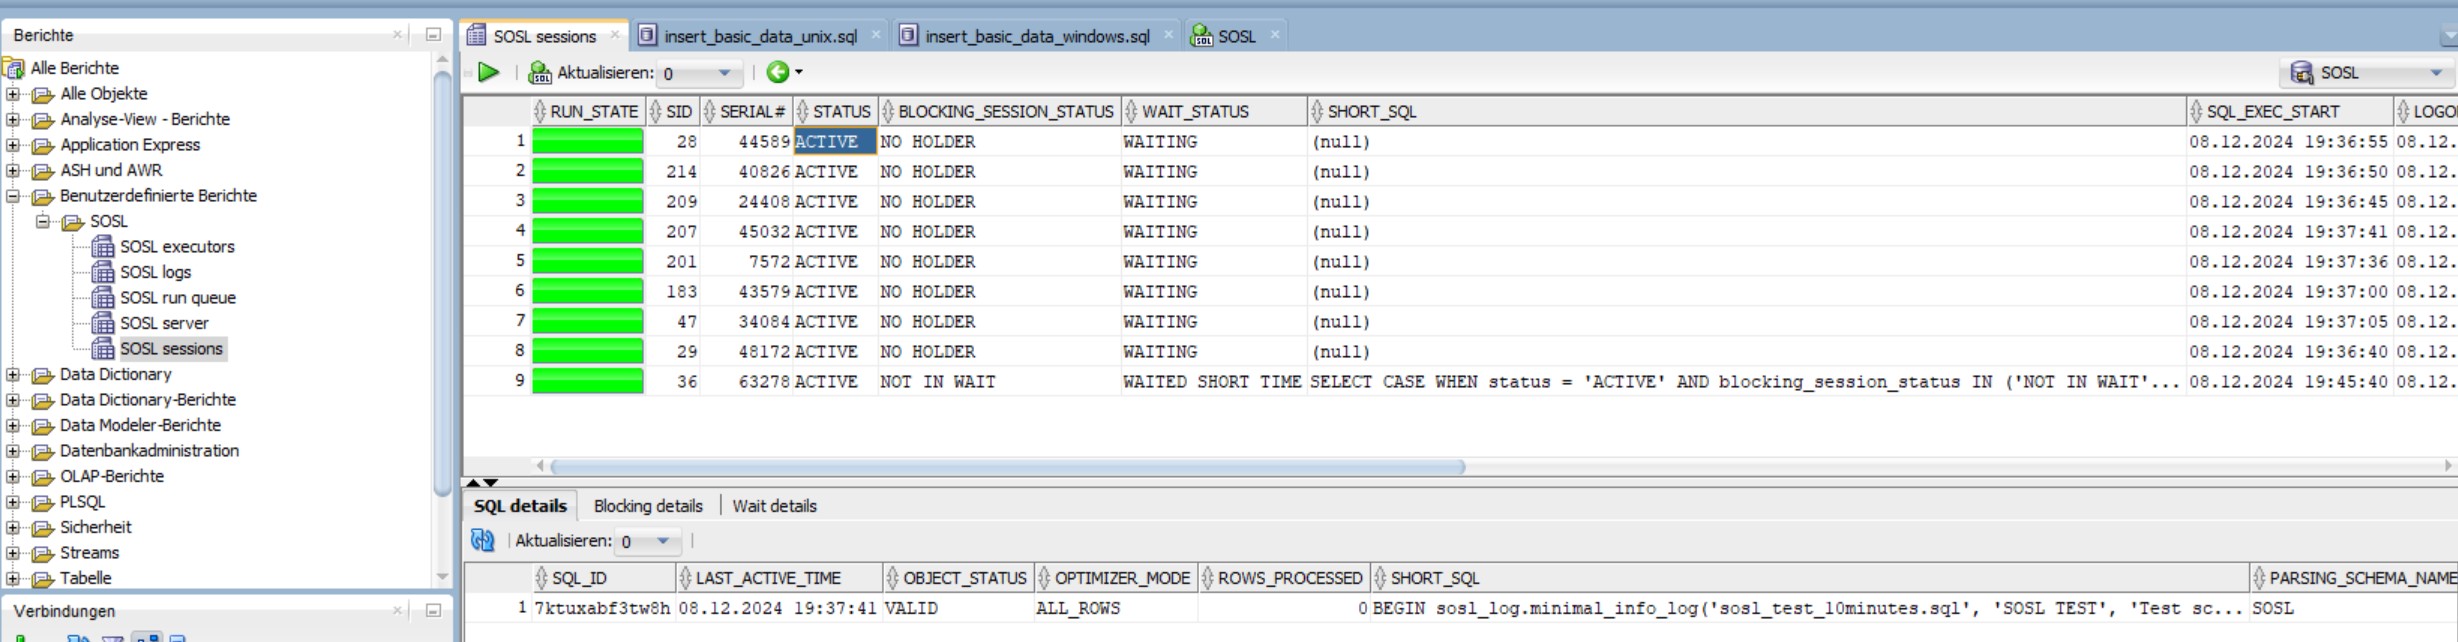 Berichte
Alle Berichte
Alle Objekte
Analyse-View - Berichte
Application Express
ASH und AWR
Benutzerdefinierte Berichte
SOSL
SOSL executors
SOSL logs
SOSL run queue
SOSL server
SOSL sessions
Data Dictionary
Data Dictionary-Berichte
Data Modeler-Berichte
Datenbankadministration
OLAP-Berichte
PLSQL
Sicherheit
Streams
Tabelle
Verbindungen
SOSL sessions insert_basic_data_unix.sql insert_basic_data_windows.sql SOSL
Aktualisieren: 0 SOSL
RUN_STATE SID SERIAL# STATUS BLOCKING_SESSION_STATUS WAIT_STATUS SHORT_SQL SQL_EXEC_START LOGO
1 28 44589 ACTIVE NO HOLDER WAITING (null) 08.12.2024 19:36:55 08.12.
2 214 40826 ACTIVE NO HOLDER WAITING (null) 08.12.2024 19:36:50 08.12.
3 209 24408 ACTIVE NO HOLDER WAITING (null) 08.12.2024 19:36:45 08.12.
4 207 45032 ACTIVE NO HOLDER WAITING (null) 08.12.2024 19:37:41 08.12.
5 201 7572 ACTIVE NO HOLDER WAITING (null) 08.12.2024 19:37:36 08.12.
6 183 43579 ACTIVE NO HOLDER WAITING (null) 08.12.2024 19:37:00 08.12.
7 47 34084 ACTIVE NO HOLDER WAITING (null) 08.12.2024 19:37:05 08.12.
8 29 48172 ACTIVE NO HOLDER WAITING (null) 08.12.2024 19:36:40 08.12.
9 36 63278 ACTIVE NOT IN WAIT WAITED SHORT TIME SELECT CASE WHEN status = 'ACTIVE' AND blocking_session_status IN ('NOT IN WAIT'... 08.12.2024 19:45:40 08.12.
SQL details Blocking details Wait details
Aktualisieren: 0
SQL_ID LAST_ACTIVE_TIME OBJECT_STATUS OPTIMIZER_MODE ROWS_PROCESSED SHORT_SQL PARSING_SCHEMA_NAME
1 7ktuxabf3tw8h 08.12.2024 19:37:41 VALID ALL_ROWS 0 BEGIN sosl_log.minimal_info_log('sosl_test_10minutes.sql', 'SOSL TEST', 'Test sc... SOSL